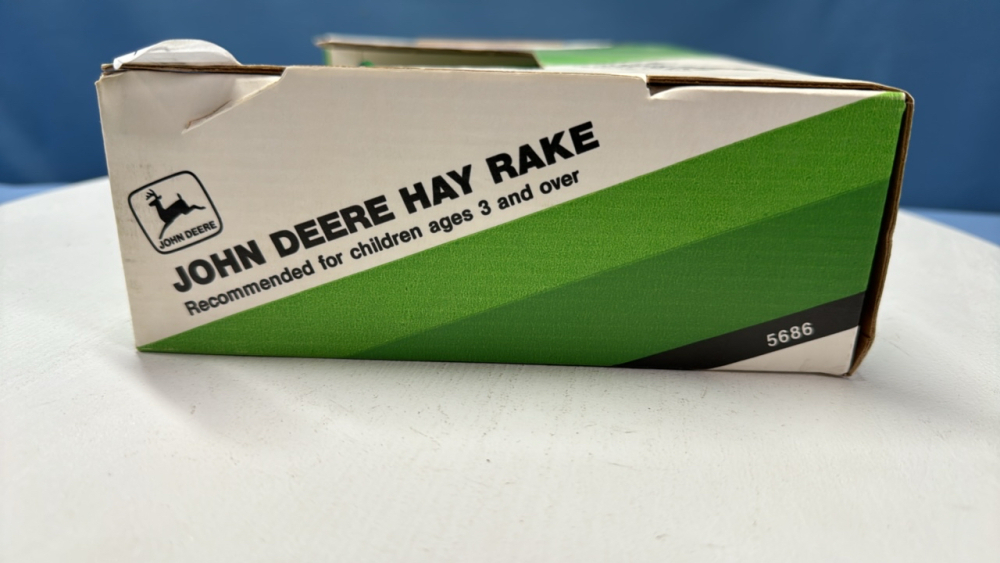 JOHN DEERE
JOHN DEERE HAY RAKE
Recommended for children ages 3 and over
5686